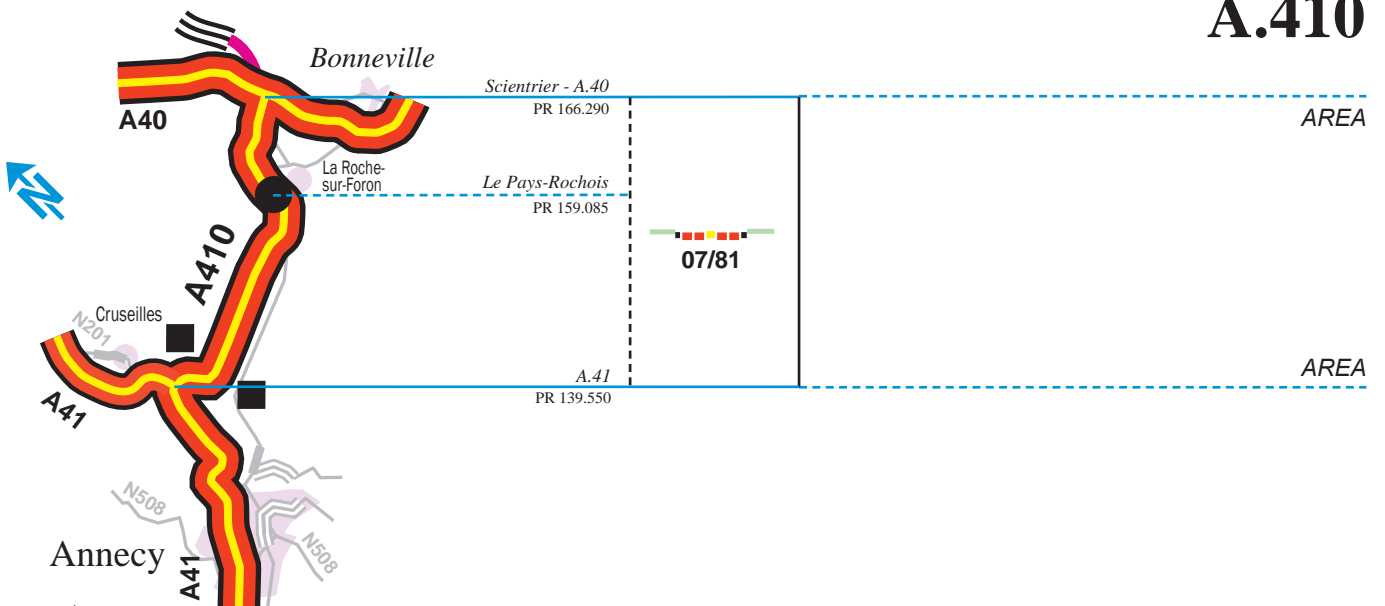 A.410
Bonneville
Scientrier - A.40
PR 166.290
AREA
A40
La Roche-
sur-Foron
Le Pays-Rochois
PR 159.085
N
A410
07/81
Cruseilles
N201
A.41
PR 139.550
AREA
A41
N508
N508
Annecy
A41